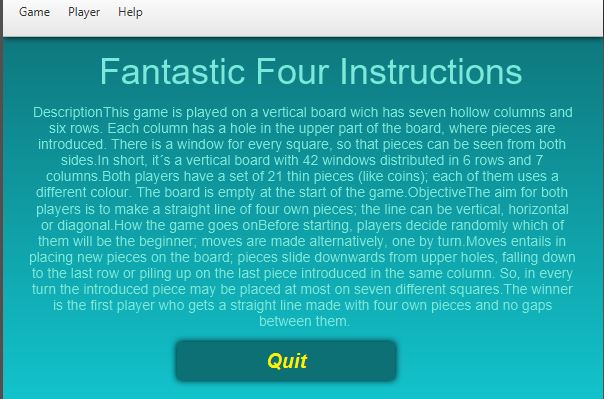 Game Player Help
Fantastic Four Instructions
DescriptionThis game is played on a vertical board wich has seven hollow columns and
six rows. Each column has a hole in the upper part of the board, where pieces are
introduced. There is a window for every square, so that pieces can be seen from both
sides.In short, it´s a vertical board with 42 windows distributed in 6 rows and 7
columns.Both players have a set of 21 thin pieces (like coins); each of them uses a
different colour. The board is empty at the start of the game.ObjectiveThe aim for both
players is to make a straight line of four own pieces; the line can be vertical, horizontal
or diagonal.How the game goes onBefore starting, players decide randomly which of
them will be the beginner; moves are made alternatively, one by turn.Moves entails in
placing new pieces on the board; pieces slide downwards from upper holes, falling down
to the last row or piling up on the last piece introduced in the same column. So, in every
turn the introduced piece may be placed at most on seven different squares.The winner
is the first player who gets a straight line made with four own pieces and no gaps
between them.
Quit